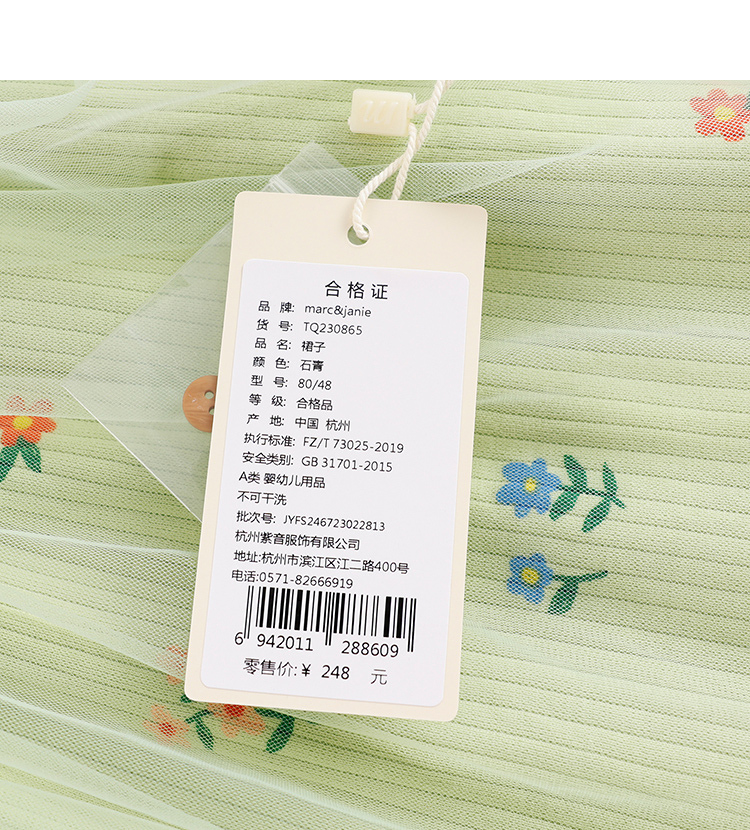 合格证
品 牌: marc&janie
货 号: TQ230865
品 名: 裙子
颜 色: 石青
型 号: 80/48
等 级: 合格品
产 地: 中国 杭州
执行标准: FZ/T 73025-2019
安全类别: GB 31701-2015
A类 婴幼儿用品
不可干洗
批次号: JYFS246723022813
杭州紫音服饰有限公司
地址:杭州市滨江区江二路400号
电话:0571-82666919
6 942011 288609
零售价:¥ 248 元